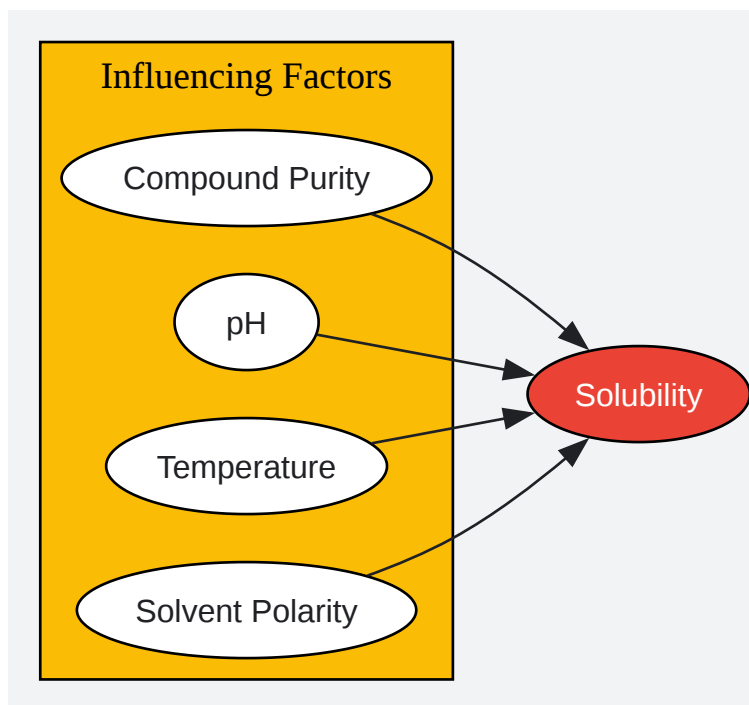 Influencing Factors
Compound Purity
pH
Temperature
Solvent Polarity
Solubility